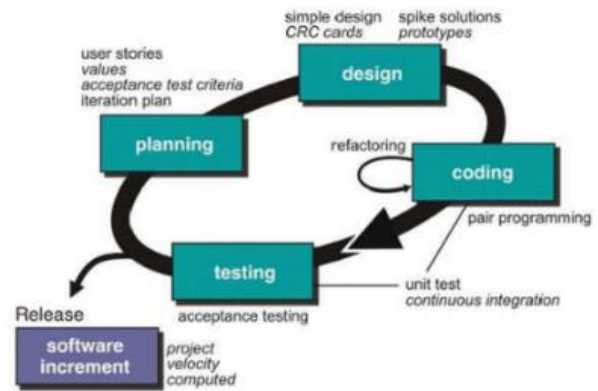 simple design
CRC cards
spike solutions
prototypes
user stories
values
acceptance test criteria
iteration plan
design
planning
refactoring
coding
pair programming
testing
unit test
continuous integration
acceptance testing
Release
software
increment
project
velocity
computed